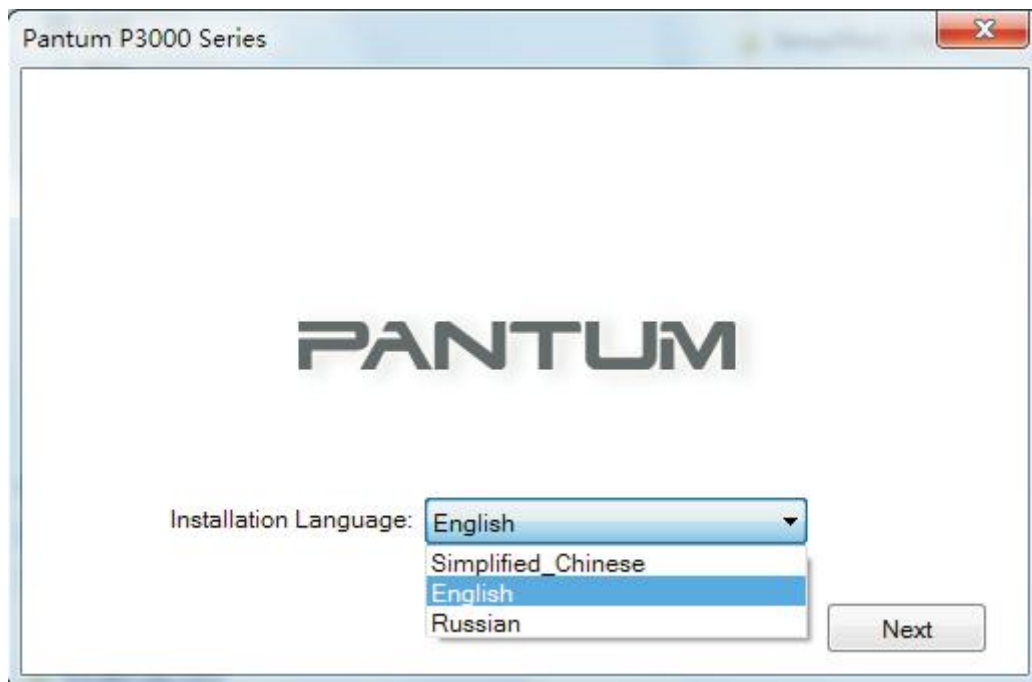 Pantum P3000 Series
PANTUM
Installation Language: English
Simplified_Chinese
English
Russian
Next